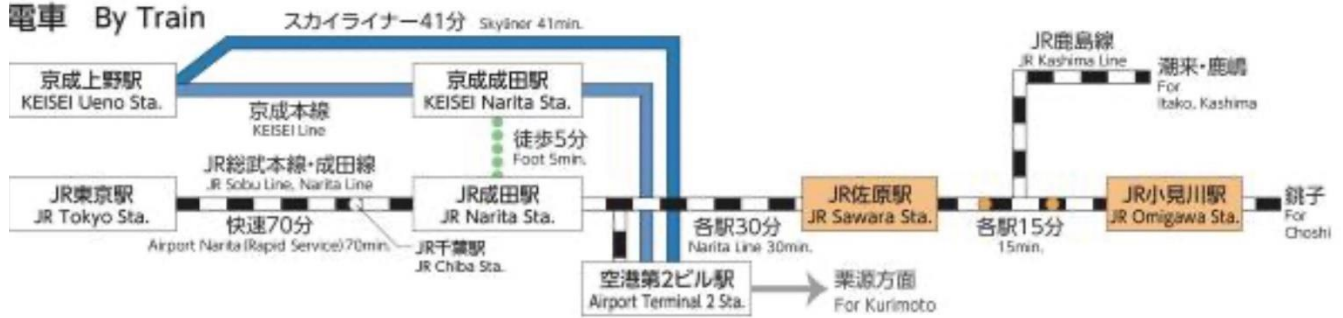 電車 By Train
スカイライナー41分 Skyliner 41min.
京成上野駅
KEISEI Ueno Sta.
京成本線
KEISEI Line
京成成田駅
KEISEI Narita Sta.
徒歩5分
Foot 5min.
JR鹿島線
JR Kashima Line
潮来・鹿嶋
For
Itako, Kashima
JR東京駅
JR Tokyo Sta.
JR総武本線・成田線
JR Sobu Line, Narita Line
快速70分
Airport Narita(Rapid Service)70min.
JR千葉駅
JR Chiba Sta.
JR成田駅
JR Narita Sta.
各駅30分
Narita Line 30min.
JR佐原駅
JR Sawara Sta.
各駅15分
15min.
JR小見川駅
JR Omigawa Sta.
銚子
For
Choshi
空港第2ビル駅
Airport Terminal 2 Sta.
栗源方面
For Kurimoto